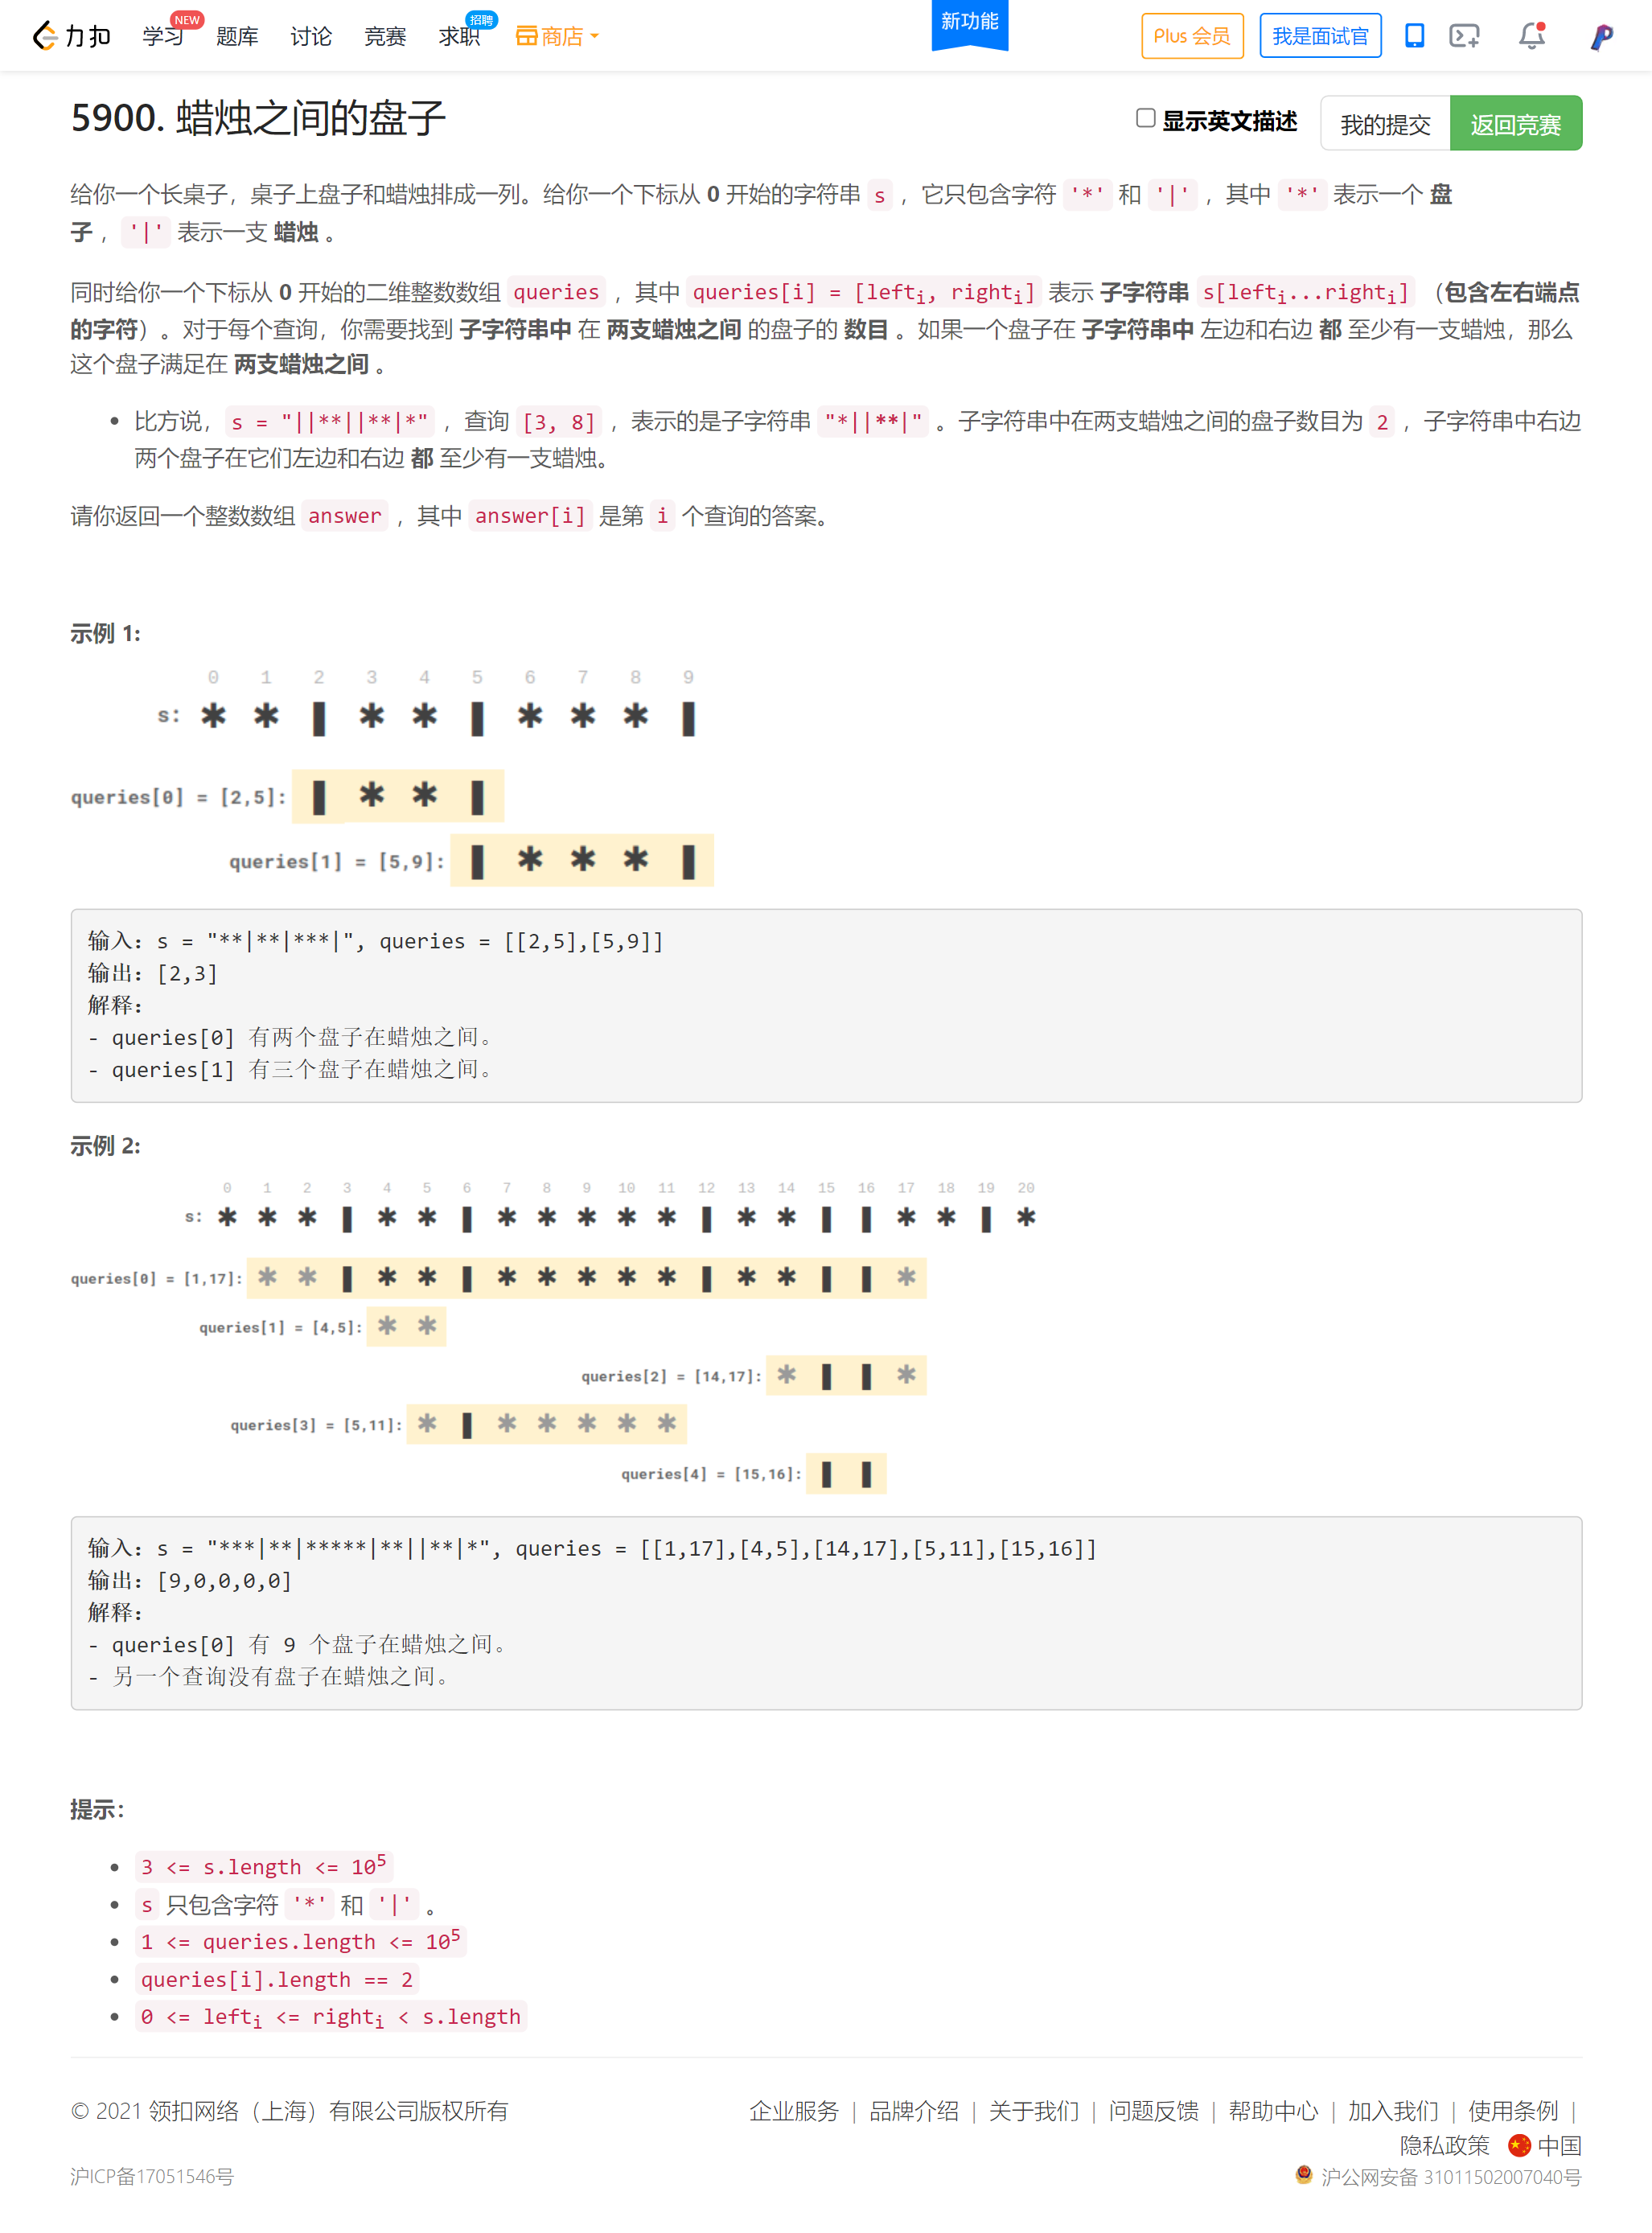 力扣 学习 NEW 题库 讨论 竞赛 求职 招聘 商店 新功能 Plus 会员 我是面试官
5900. 蜡烛之间的盘子 显示英文描述 我的提交 返回竞赛
给你一个长桌子，桌子上盘子和蜡烛排成一列。给你一个下标从 0 开始的字符串 s ，它只包含字符 '*' 和 '|' ，其中 '*' 表示一个 盘
子 ，'|' 表示一支 蜡烛 。
同时给你一个下标从 0 开始的二维整数数组 queries ，其中 queries[i] = [lefti, righti] 表示 子字符串 s[lefti...righti] （包含左右端点
的字符）。对于每个查询，你需要找到 子字符串中 在 两支蜡烛之间 的盘子的 数目 。如果一个盘子在 子字符串中 左边和右边 都 至少有一支蜡烛，那么
这个盘子满足在 两支蜡烛之间 。
• 比方说，s = "||**||**|*" ，查询 [3, 8] ，表示的是子字符串 "*||**|" 。子字符串中在两支蜡烛之间的盘子数目为 2 ，子字符串中右边
两个盘子在它们左边和右边 都 至少有一支蜡烛。
请你返回一个整数数组 answer ，其中 answer[i] 是第 i 个查询的答案。
示例 1:
0 1 2 3 4 5 6 7 8 9
s: * * | * * | * * * |
queries[0] = [2,5]: | * * |
queries[1] = [5,9]: | * * * |
输入：s = "**|**|***|", queries = [[2,5],[5,9]]
输出：[2,3]
解释：
- queries[0] 有两个盘子在蜡烛之间。
- queries[1] 有三个盘子在蜡烛之间。
示例 2:
0 1 2 3 4 5 6 7 8 9 10 11 12 13 14 15 16 17 18 19 20
s: * * * | * * | * * * * * | * * | | * * | *
queries[0] = [1,17]: * * | * * | * * * * * | * * | | *
queries[1] = [4,5]: * *
queries[2] = [14,17]: * | | *
queries[3] = [5,11]: * | * * * * *
queries[4] = [15,16]: | |
输入：s = "***|**|*****|**||**|*", queries = [[1,17],[4,5],[14,17],[5,11],[15,16]]
输出：[9,0,0,0,0]
解释：
- queries[0] 有 9 个盘子在蜡烛之间。
- 另一个查询没有盘子在蜡烛之间。
提示：
• 3 <= s.length <= 10⁵
• s 只包含字符 '*' 和 '|' 。
• 1 <= queries.length <= 10⁵
• queries[i].length == 2
• 0 <= lefti <= righti < s.length
© 2021 领扣网络（上海）有限公司版权所有 企业服务 | 品牌介绍 | 关于我们 | 问题反馈 | 帮助中心 | 加入我们 | 使用条例 |
隐私政策 中国
沪ICP备17051546号 沪公网安备 31011502007040号